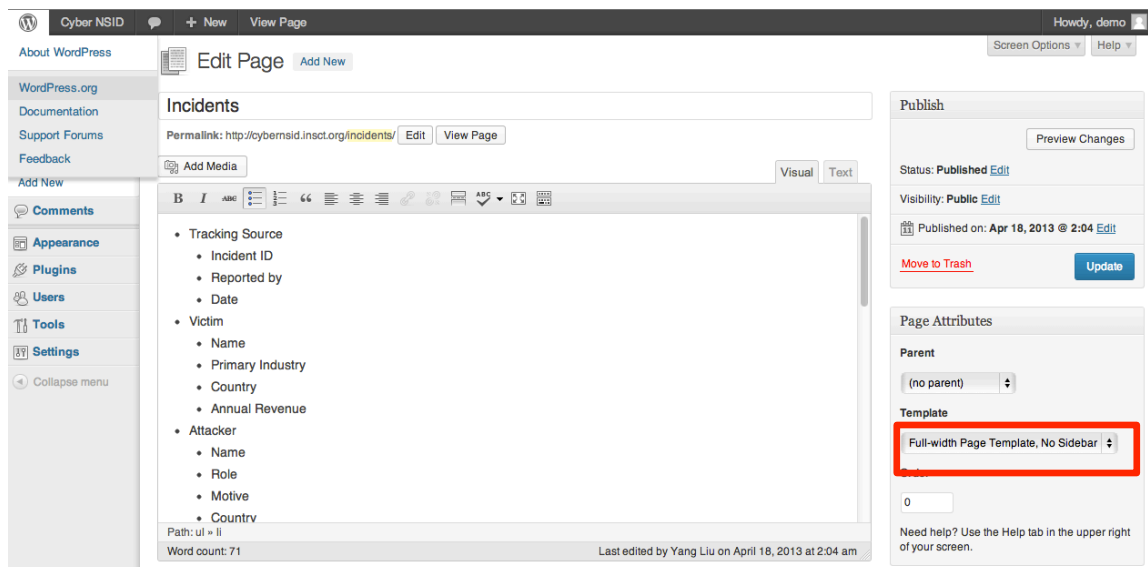 Cyber NSID + New View Page Howdy, demo
About WordPress
WordPress.org
Documentation
Support Forums
Feedback
Add New
Comments
Appearance
Plugins
Users
Tools
Settings
Collapse menu
Screen Options Help
Edit Page Add New
Incidents
Permalink: http://cybernsid.insct.org/incidents/ Edit View Page
Add Media
Visual Text
B I ABC ABC
• Tracking Source
• Incident ID
• Reported by
• Date
• Victim
• Name
• Primary Industry
• Country
• Annual Revenue
• Attacker
• Name
• Role
• Motive
• Country
Path: ul » li
Word count: 71 Last edited by Yang Liu on April 18, 2013 at 2:04 am
Publish
Preview Changes
Status: Published Edit
Visibility: Public Edit
Published on: Apr 18, 2013 @ 2:04 Edit
Move to Trash Update
Page Attributes
Parent
(no parent)
Template
Full-width Page Template, No Sidebar
0
Need help? Use the Help tab in the upper right
of your screen.